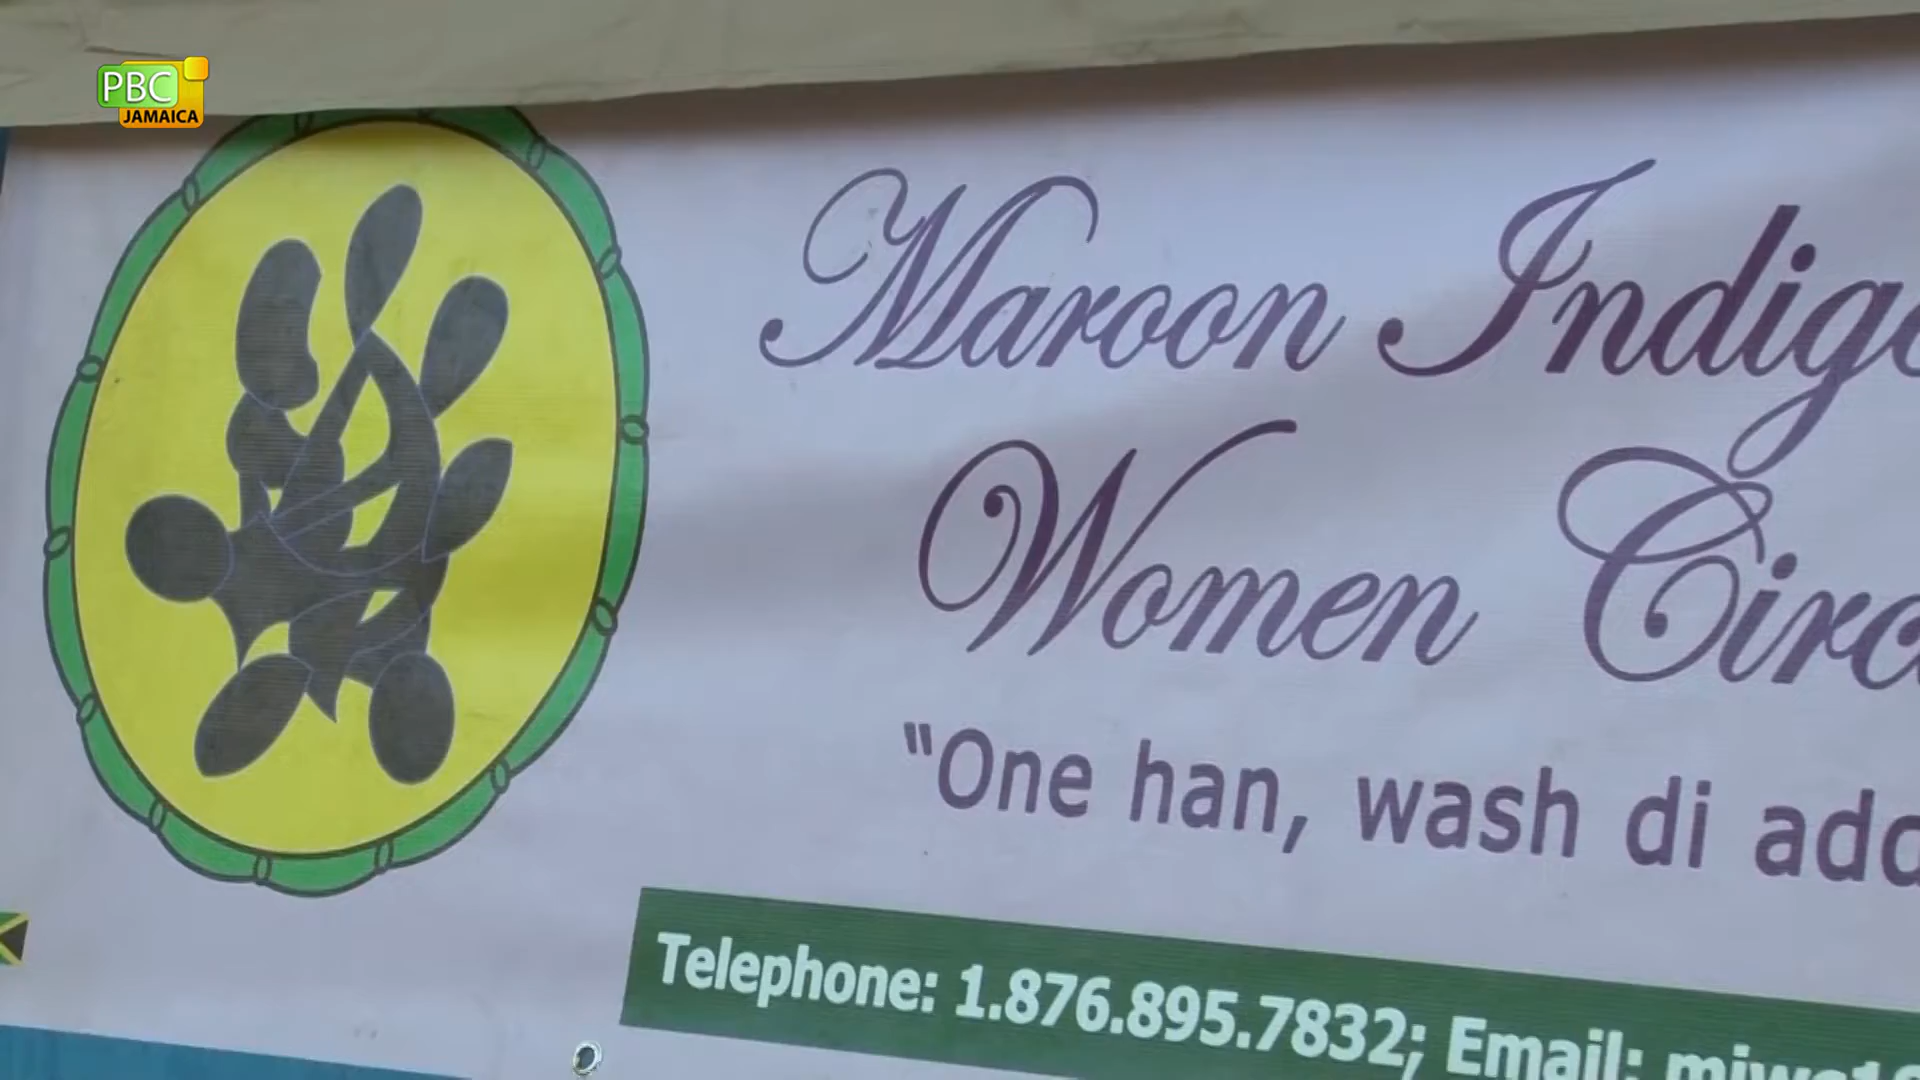 PBC
JAMAICA
Maroon
Women
"One han, wash di
Telephone: 1.876.895.7832; Email: